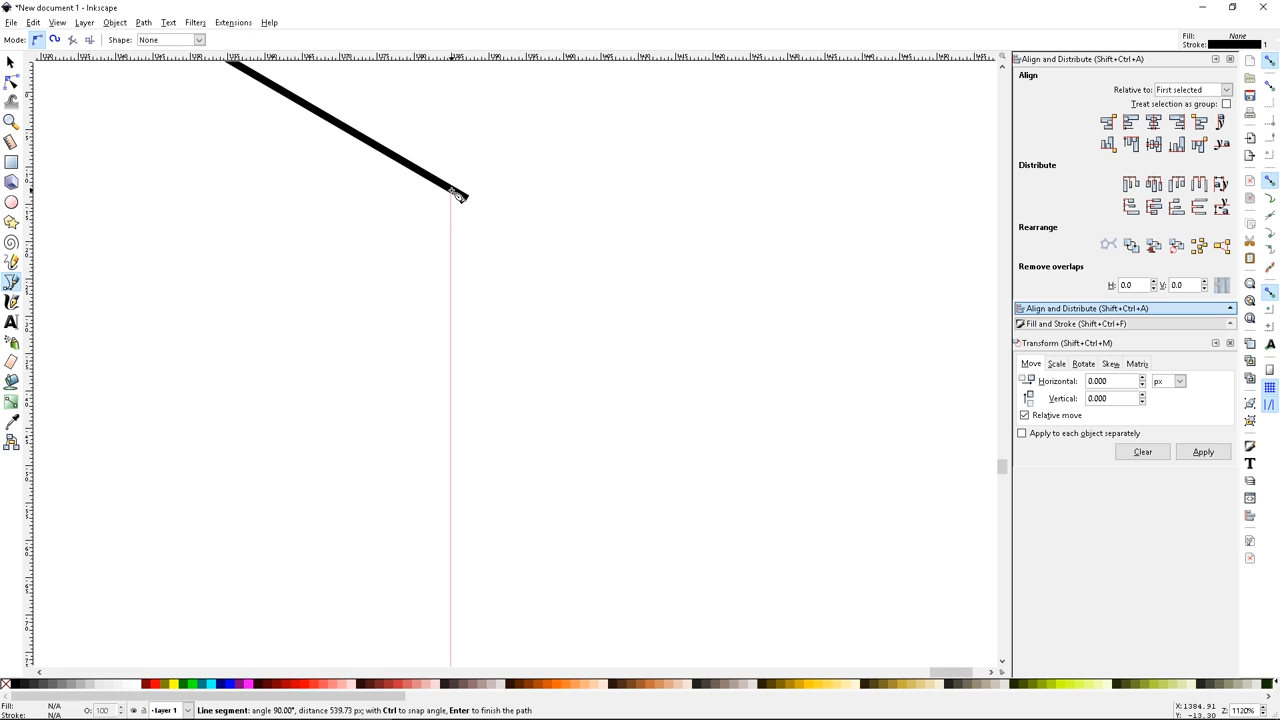 *New document 1 - Inkscape
File Edit View Layer Object Path Text Filters Extensions Help
Mode: Shape: None
Fill: None
Stroke: 1
Align and Distribute (Shift+Ctrl+A)
Align
Relative to: First selected
Treat selection as group:
Distribute
Rearrange
Remove overlaps
H: 0.0 V: 0.0
Align and Distribute (Shift+Ctrl+A)
Fill and Stroke (Shift+Ctrl+F)
Transform (Shift+Ctrl+M)
Move Scale Rotate Skew Matrix
Horizontal: 0.000 px
Vertical: 0.000
Relative move
Apply to each object separately
Clear Apply
Fill: N/A
Stroke: N/A
O: 100
Layer 1
Line segment: angle 90.00°, distance 539.73 px; with Ctrl to snap angle, Enter to finish the path
X: 1384.91
Y: -13.30
Z: 1120%